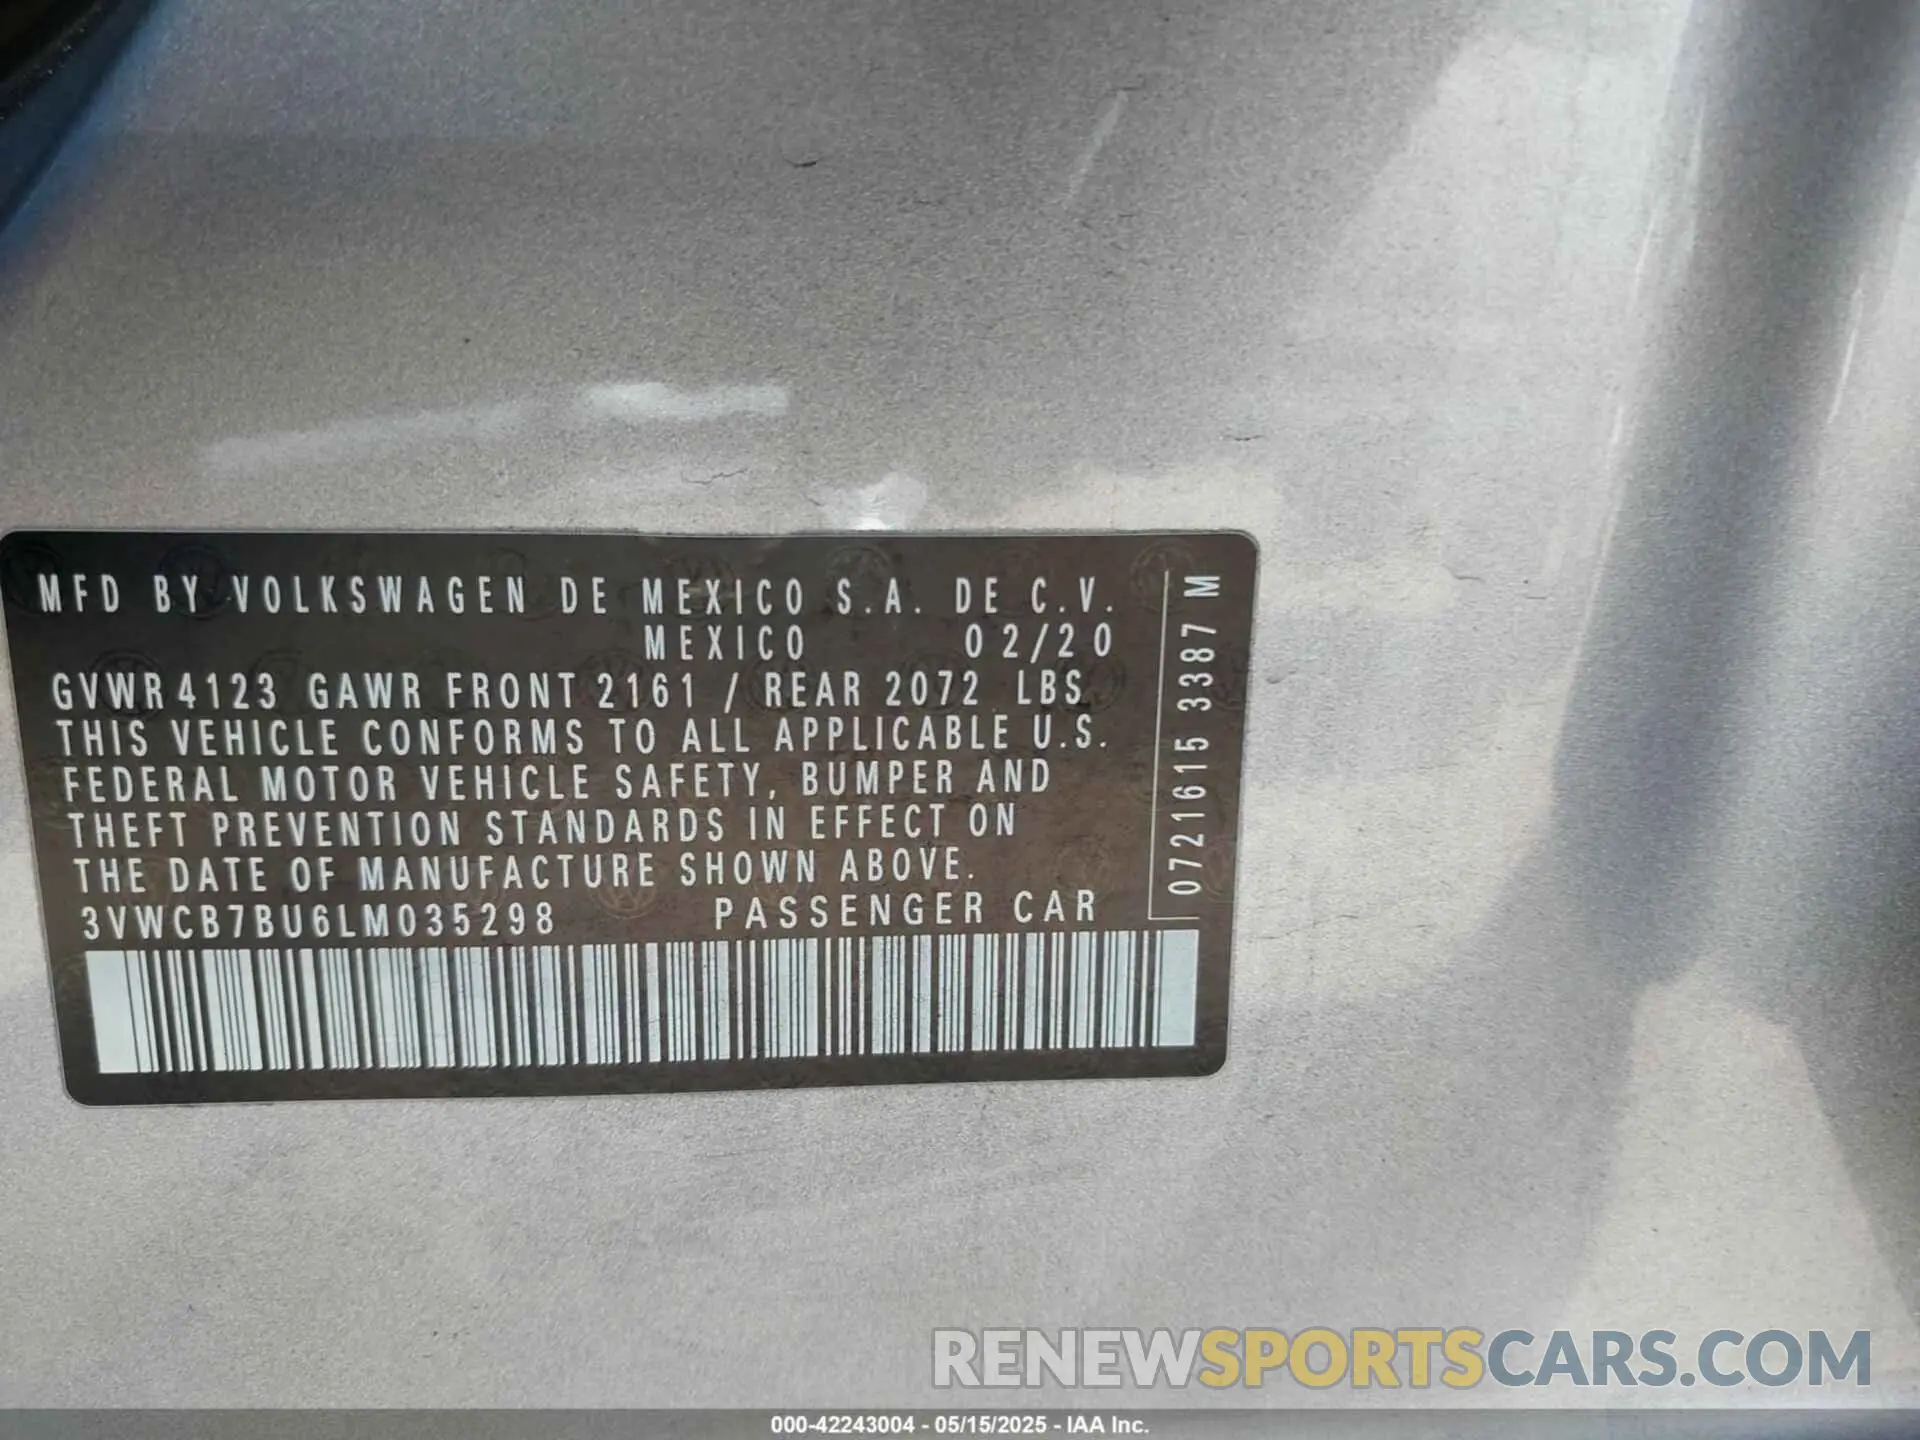 MFD BY VOLKSWAGEN DE MEXICO S.A. DE C.V.
MEXICO 02/20
GVWR 4123 GAWR FRONT 2161 / REAR 2072 LBS
THIS VEHICLE CONFORMS TO ALL APPLICABLE U.S.
FEDERAL MOTOR VEHICLE SAFETY, BUMPER AND
THEFT PREVENTION STANDARDS IN EFFECT ON
THE DATE OF MANUFACTURE SHOWN ABOVE.
3VWCB7BU6LM035298 PASSENGER CAR
0721615 3387 M
RENEWSPORTSCARS.COM
000-42243004 - 05/15/2025 - IAA Inc.